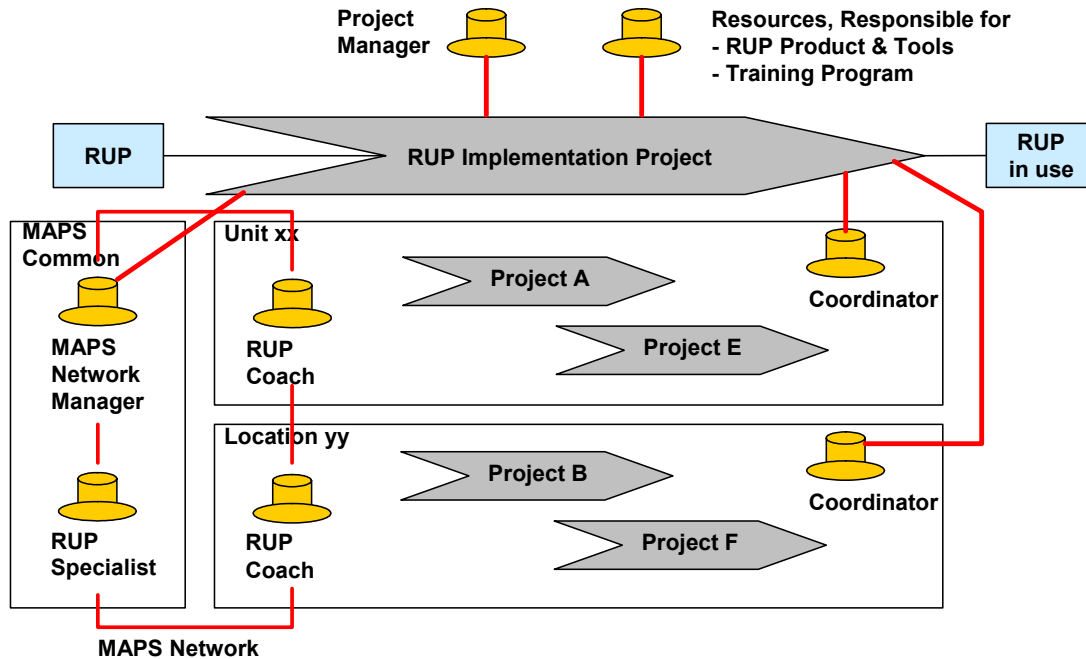 Project
Manager
Resources, Responsible for
- RUP Product & Tools
- Training Program
RUP
RUP Implementation Project
RUP
in use
MAPS
Common
MAPS
Network
Manager
RUP
Specialist
Unit xx
Project A
Project E
RUP
Coach
Coordinator
Location yy
Project B
Project F
RUP
Coach
Coordinator
MAPS Network